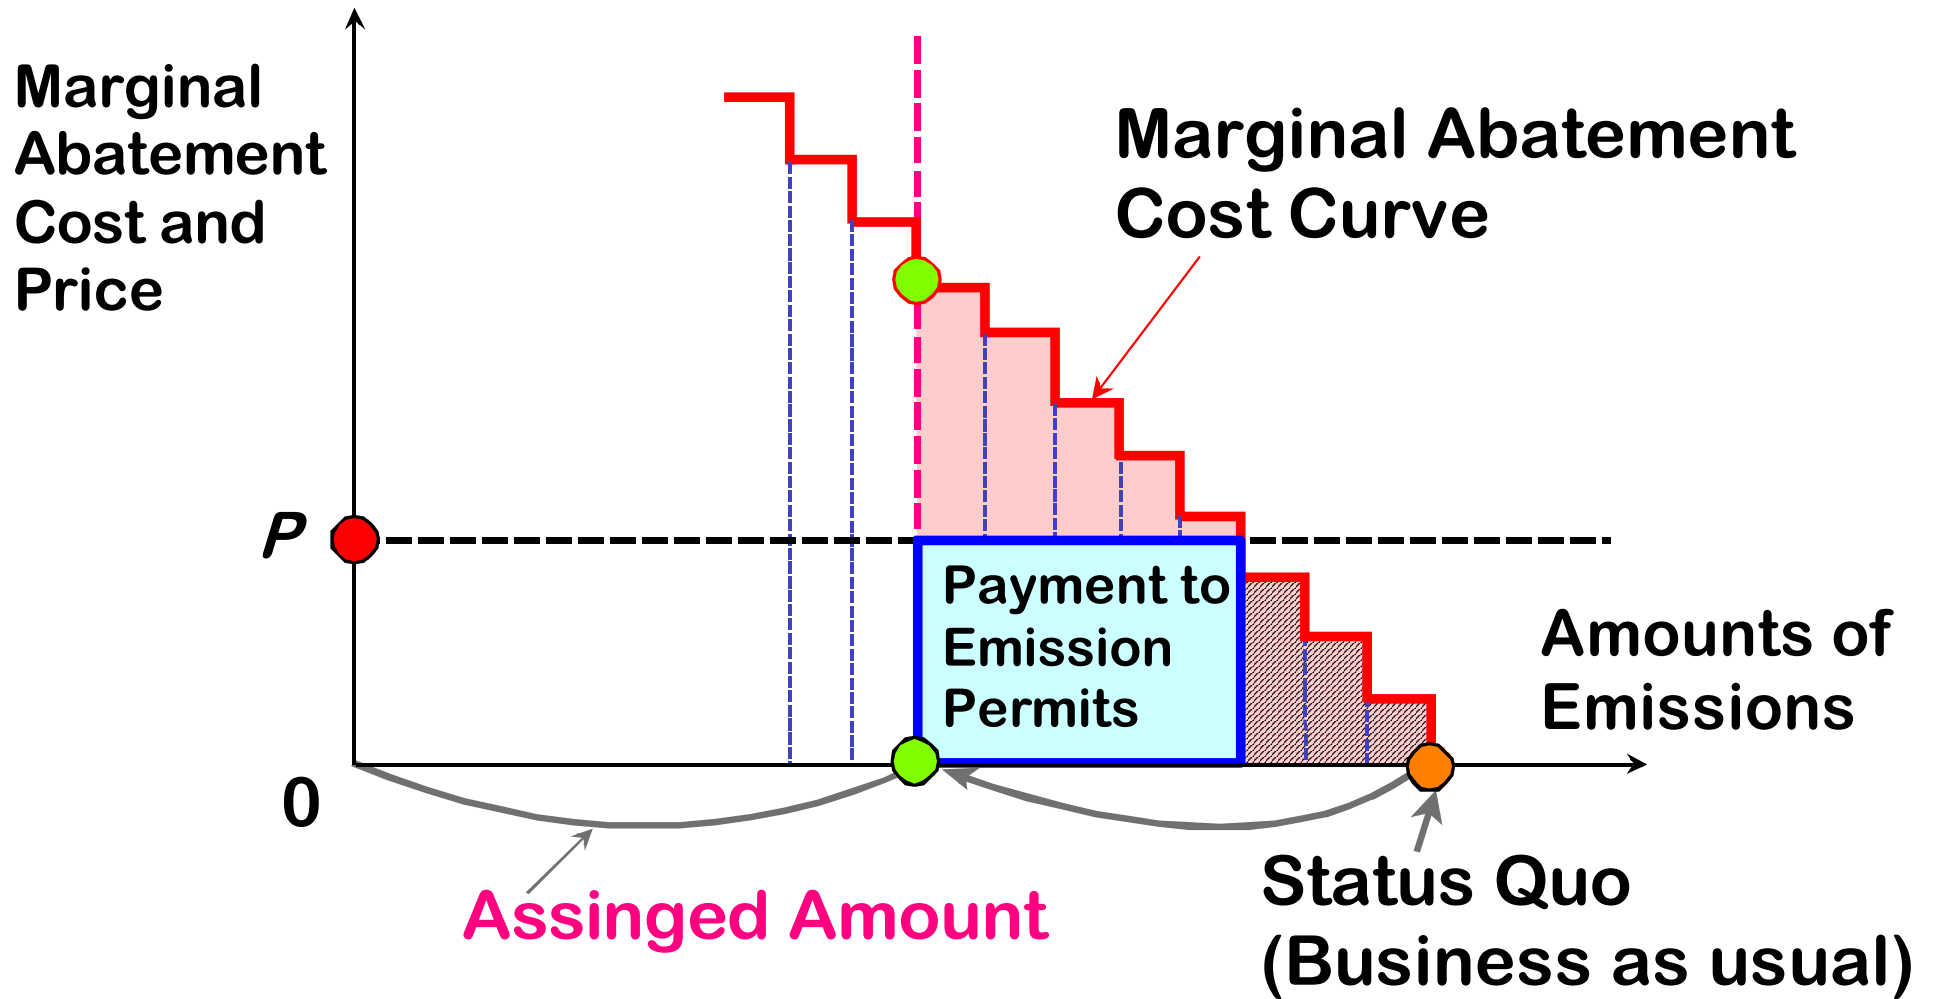 Marginal
Abatement
Cost and
Price
Marginal Abatement
Cost Curve
P
Payment to
Emission
Permits
Amounts of
Emissions
0
Assinged Amount
Status Quo
(Business as usual)